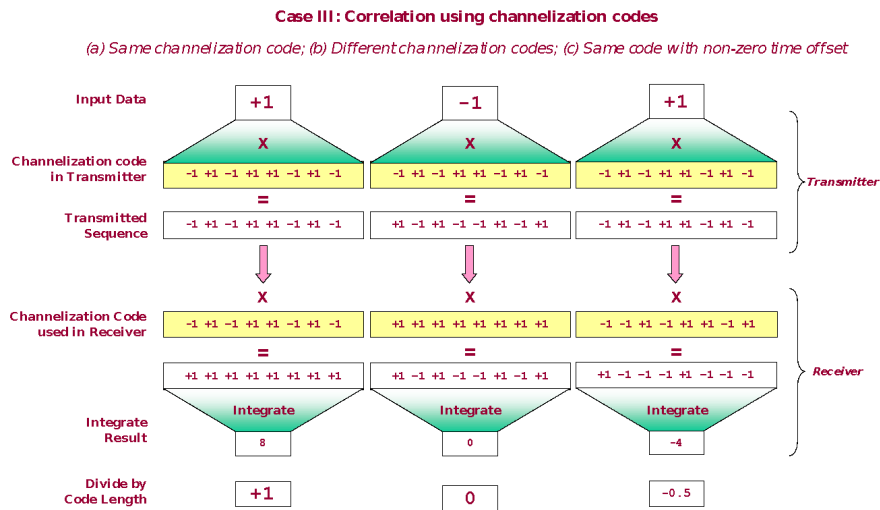 Case III: Correlation using channelization codes
(a) Same channelization code; (b) Different channelization codes; (c) Same code with non-zero time offset
Input Data
+1
-1
+1
X
X
X
Channelization code
in Transmitter
-1 +1 -1 +1 +1 -1 +1 -1
-1 +1 -1 +1 +1 -1 +1 -1
-1 +1 -1 +1 +1 -1 +1 -1
=
=
=
Transmitter
Transmitted
Sequence
-1 +1 -1 +1 +1 -1 +1 -1
+1 -1 +1 -1 -1 +1 -1 +1
-1 +1 -1 +1 +1 -1 +1 -1
X
X
X
Channelization Code
used in Receiver
-1 +1 -1 +1 +1 -1 +1 -1
+1 +1 +1 +1 +1 +1 +1 +1
-1 -1 +1 -1 +1 +1 -1 +1
=
=
=
+1 +1 +1 +1 +1 +1 +1 +1
+1 -1 +1 -1 -1 +1 -1 +1
+1 -1 -1 -1 +1 -1 -1 -1
Receiver
Integrate
Integrate
Integrate
Integrate
Result
8
0
-4
Divide by
Code Length
+1
0
-0.5